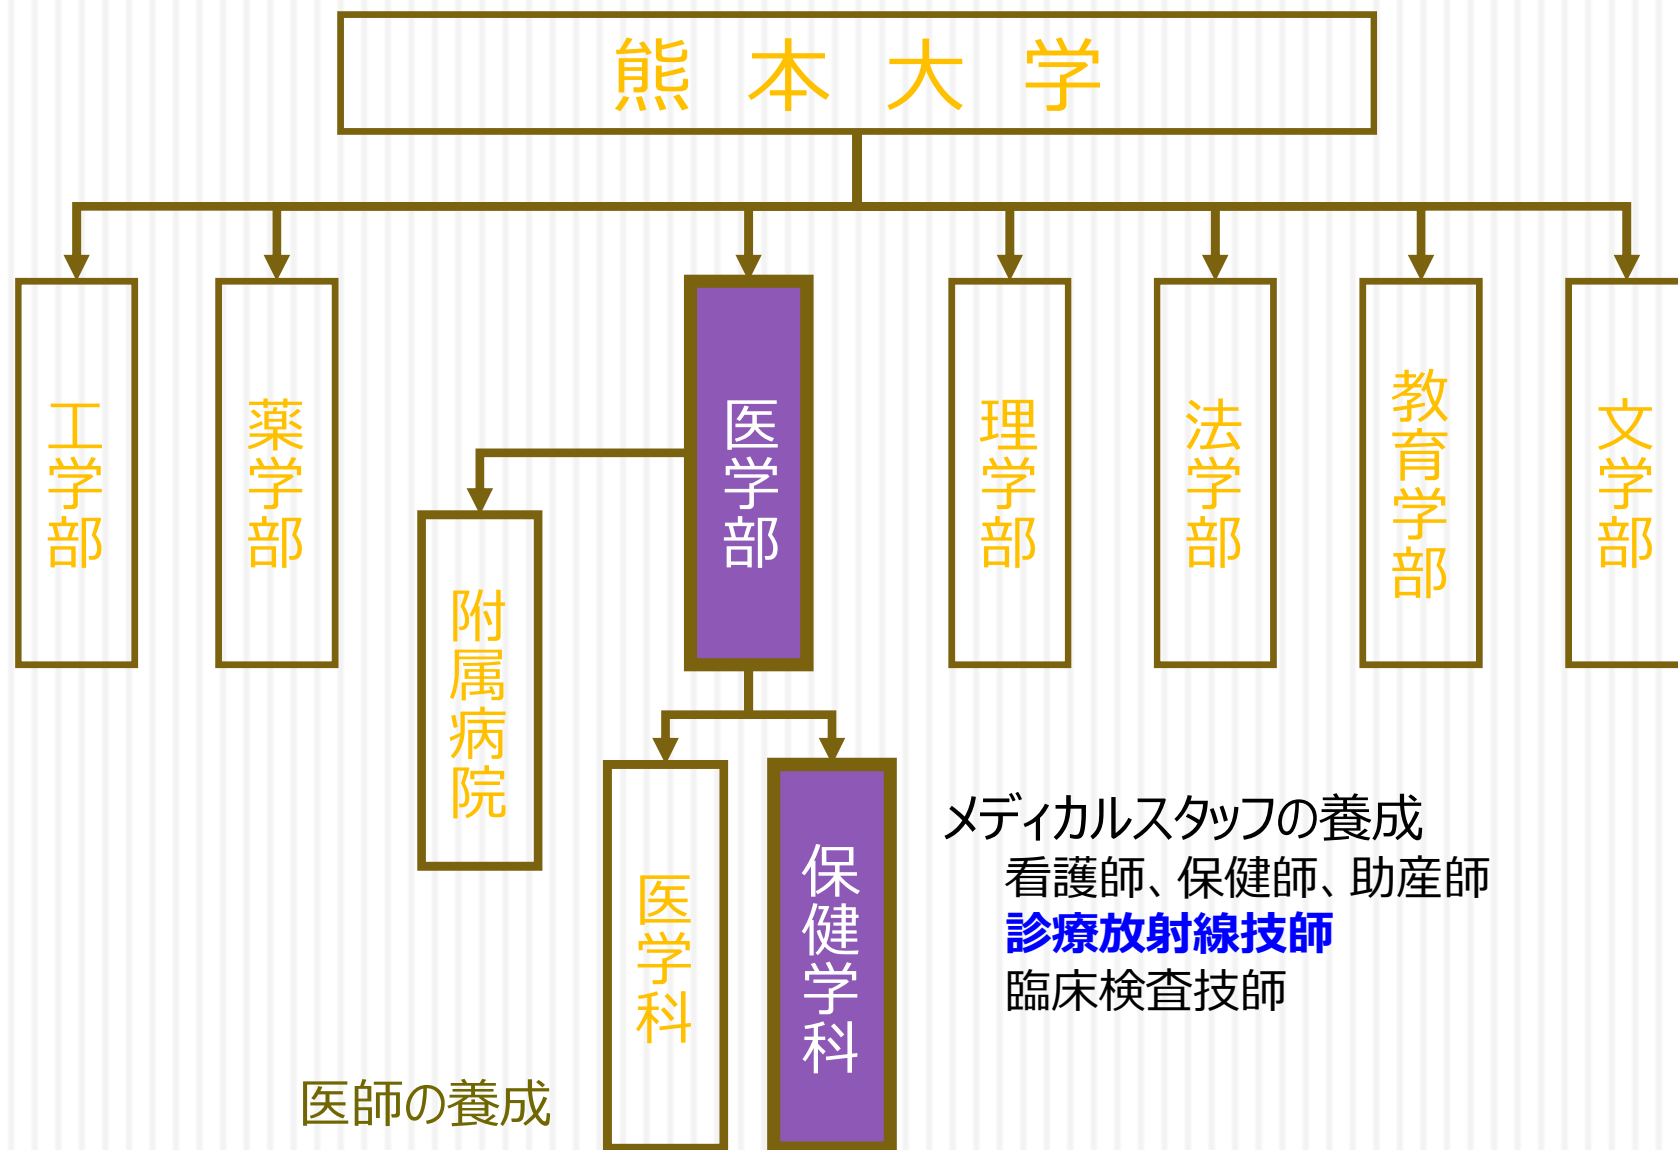 熊 本 大 学
工学部
薬学部
医学部
理学部
法学部
教育学部
文学部
附属病院
医学科
保健学科
メディカルスタッフの養成
看護師、保健師、助産師
診療放射線技師
臨床検査技師
医師の養成